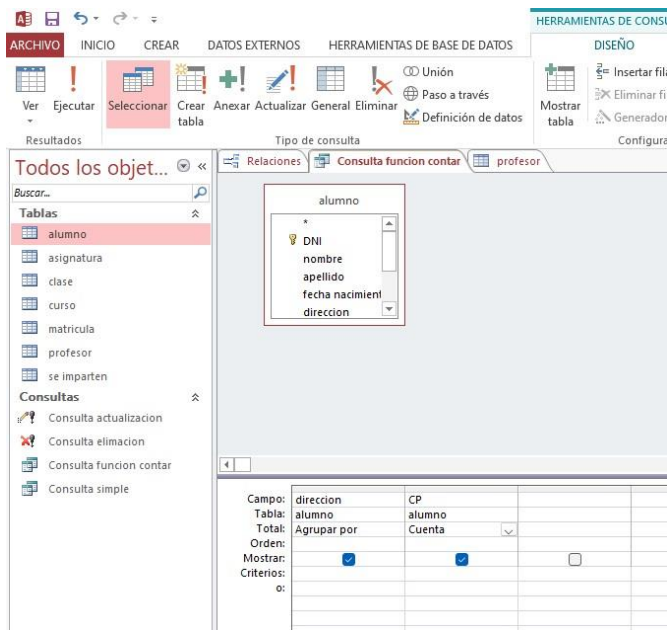 HERRAMIENTAS DE CONSU
ARCHIVO INICIO CREAR DATOS EXTERNOS HERRAMIENTAS DE BASE DE DATOS DISEÑO
Ver Ejecutar Seleccionar Crear tabla Anexar Actualizar General Eliminar
Unión
Paso a través
Definición de datos
Mostrar tabla
Insertar fila
Eliminar fi
Generador
Resultados Tipo de consulta Configura
Todos los objet...
Buscar...
Tablas
alumno
asignatura
clase
curso
matricula
profesor
se imparten
Consultas
Consulta actualizacion
Consulta elimacion
Consulta funcion contar
Consulta simple
Relaciones Consulta funcion contar profesor
alumno
*
DNI
nombre
apellido
fecha nacimient
direccion
Campo: direccion CP
Tabla: alumno alumno
Total: Agrupar por Cuenta
Orden:
Mostrar:
Criterios:
o: